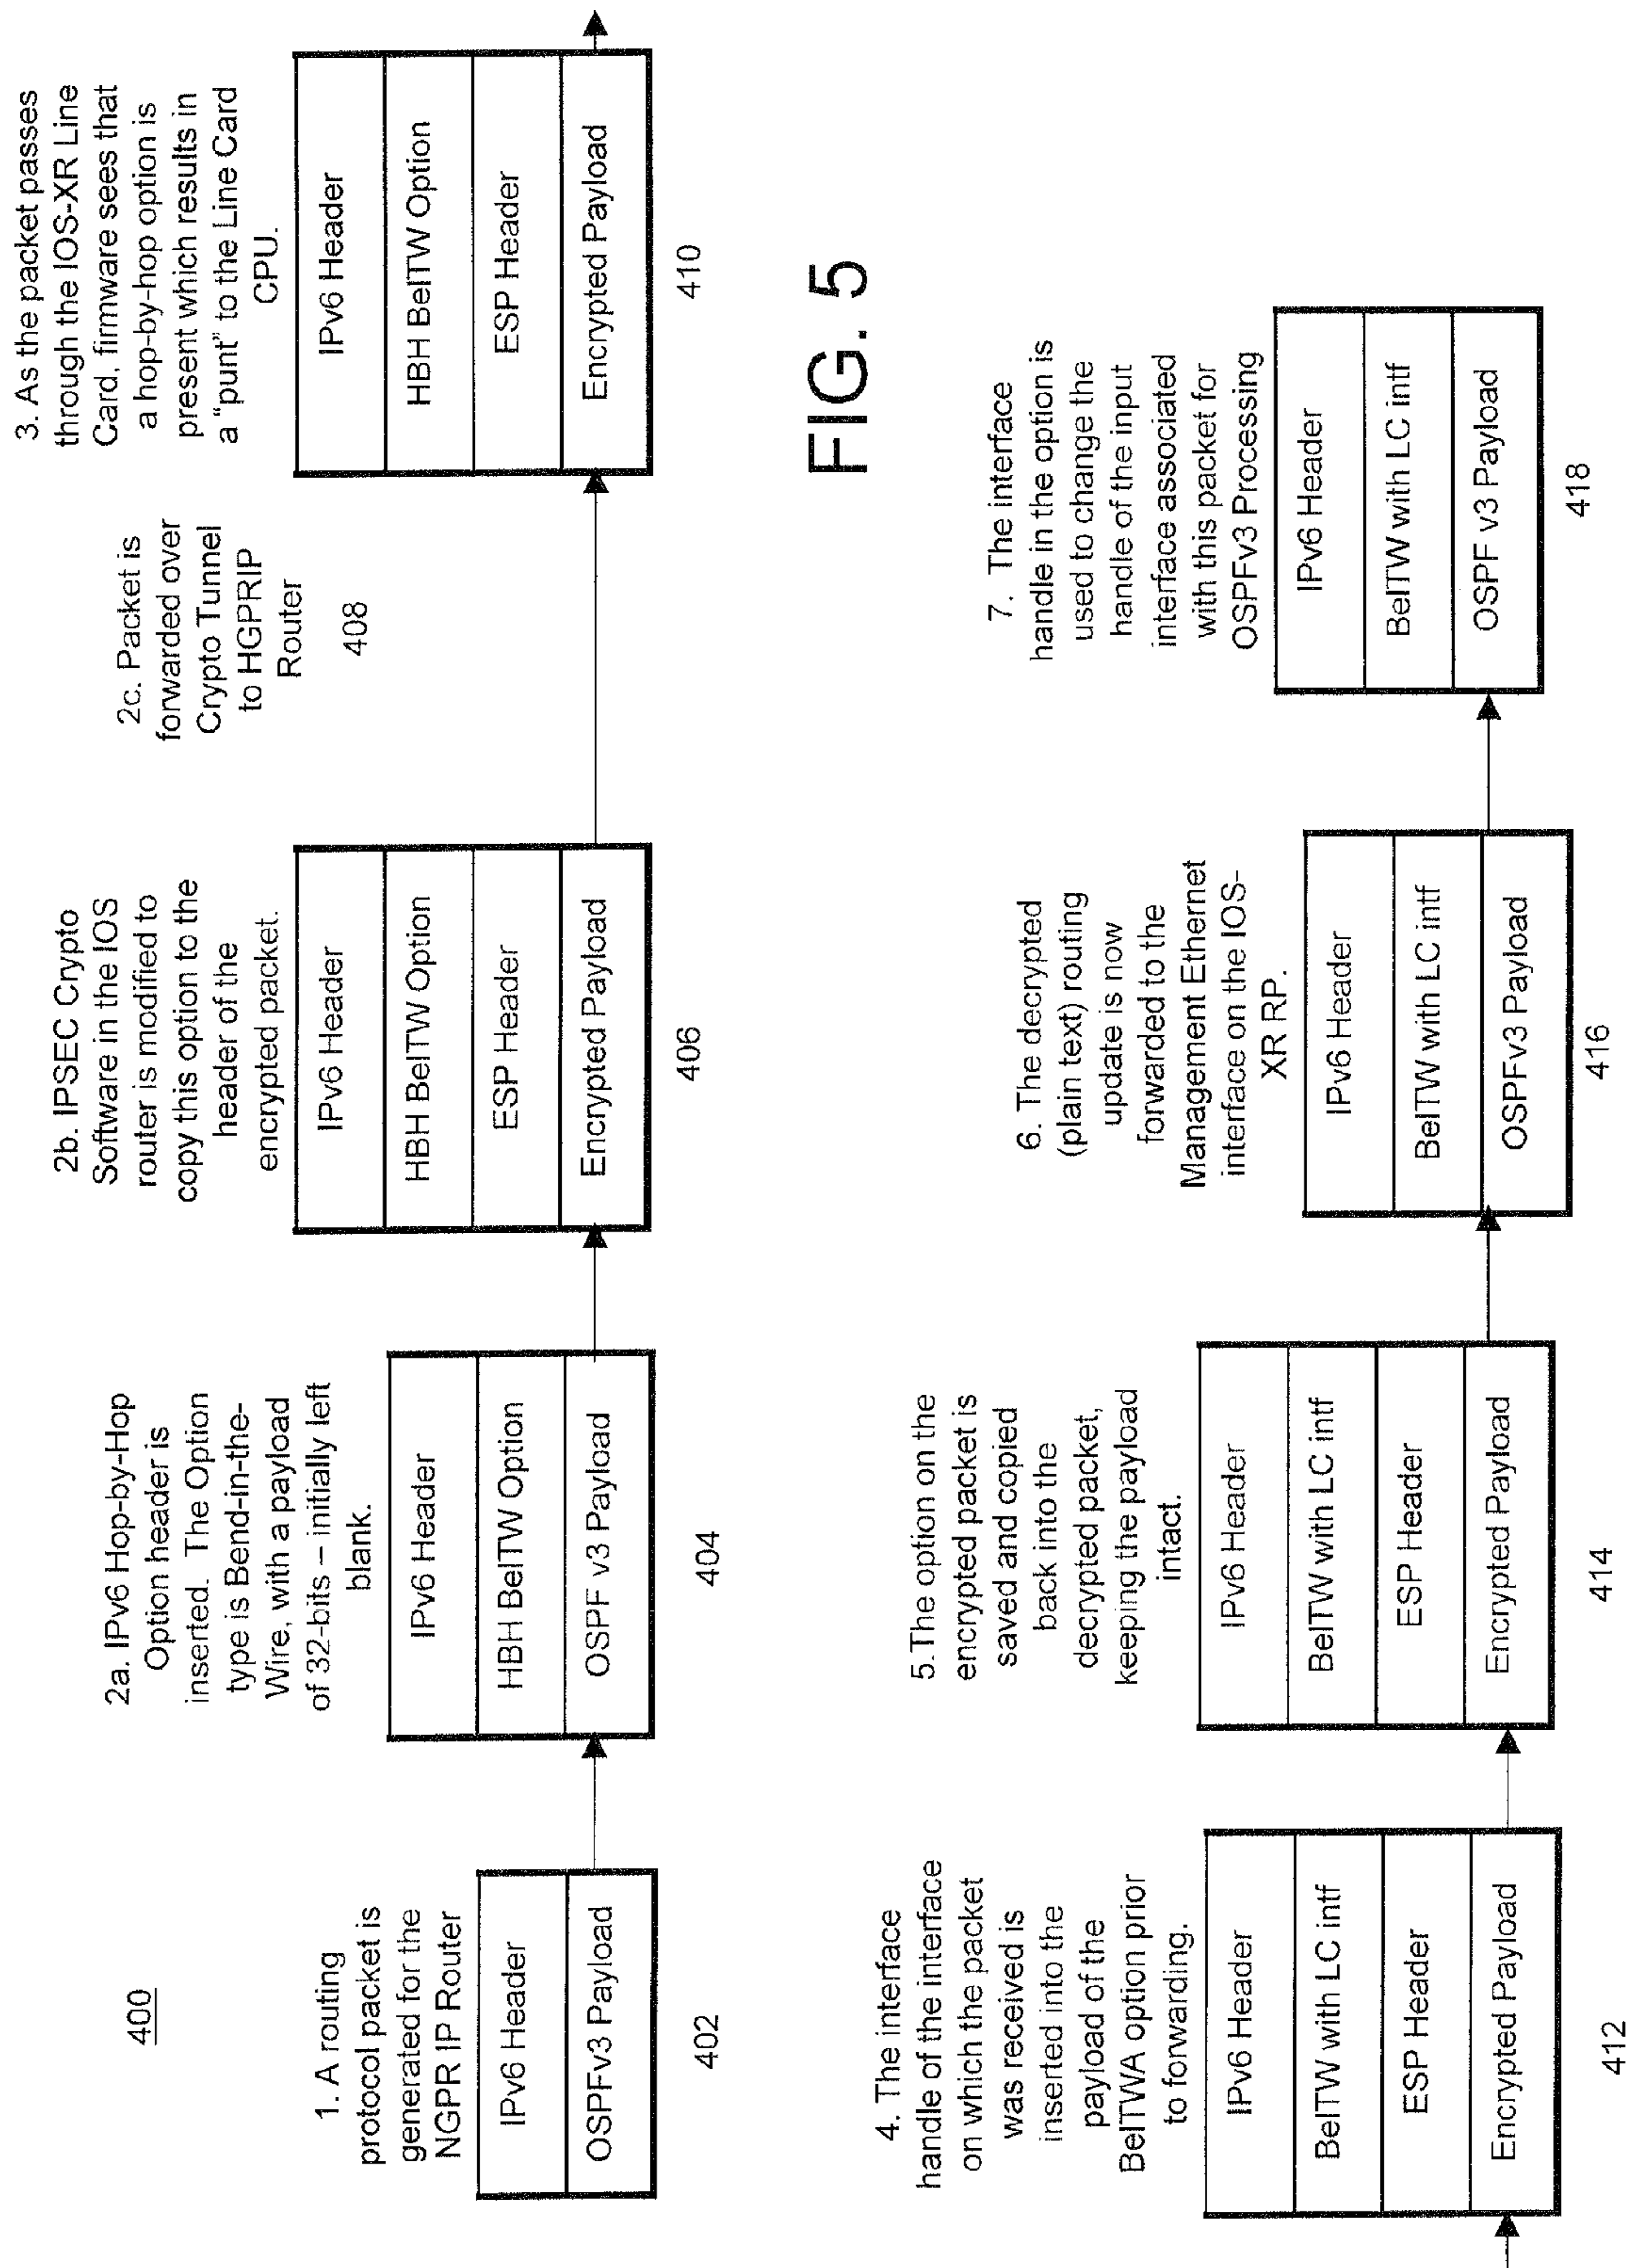 400
1. A routing
protocol packet is
generated for the
NGPR IP Router
IPv6 Header
OSPFv3 Payload
402
2a. IPv6 Hop-by-Hop
Option header is
inserted. The Option
type is Bend-in-the-
Wire, with a payload
of 32-bits – initially left
blank.
IPv6 Header
HBH BeITW Option
OSPF v3 Payload
404
2b. IPSEC Crypto
Software in the IOS
router is modified to
copy this option to the
header of the
encrypted packet.
IPv6 Header
HBH BeITW Option
ESP Header
Encrypted Payload
406
2c. Packet is
forwarded over
Crypto Tunnel
to HGPRIP
Router
408
3. As the packet passes
through the IOS-XR Line
Card, firmware sees that
a hop-by-hop option is
present which results in
a "punt" to the Line Card
CPU.
IPv6 Header
HBH BeITW Option
ESP Header
Encrypted Payload
410
FIG. 5
4. The interface
handle of the interface
on which the packet
was received is
inserted into the
payload of the
BeITWA option prior
to forwarding.
IPv6 Header
BeITW with LC intf
ESP Header
Encrypted Payload
412
5.The option on the
encrypted packet is
saved and copied
back into the
decrypted packet,
keeping the payload
intact.
IPv6 Header
BeITW with LC intf
ESP Header
Encrypted Payload
414
6. The decrypted
(plain text) routing
update is now
forwarded to the
Management Ethernet
interface on the IOS-
XR RP.
IPv6 Header
BeITW with LC intf
OSPFv3 Payload
416
7. The interface
handle in the option is
used to change the
handle of the input
interface associated
with this packet for
OSPFv3 Processing
IPv6 Header
BeITW with LC intf
OSPF v3 Payload
418